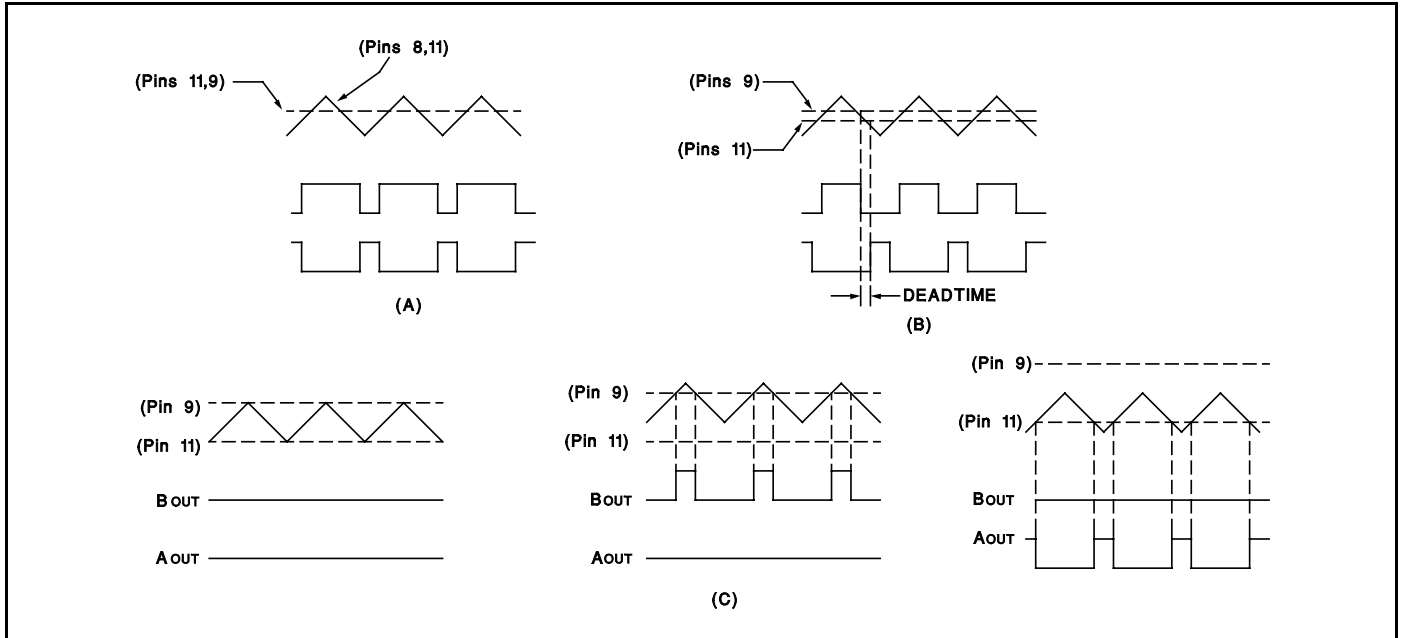 (Pins 8,11)
(Pins 11,9)
(A)
(Pins 9)
(Pins 11)
DEADTIME
(B)
(Pin 9)
(Pin 11)
BOUT
AOUT
(Pin 9)
(Pin 11)
BOUT
AOUT
(Pin 9)
(Pin 11)
BOUT
AOUT
(C)